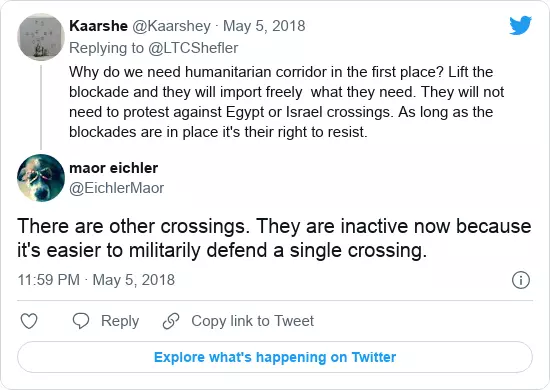 Kaarshe @Kaarshey · May 5, 2018
Replying to @LTCShefler
Why do we need humanitarian corridor in the first place? Lift the
blockade and they will import freely what they need. They will not
need to protest against Egypt or Israel crossings. As long as the
blockades are in place it's their right to resist.
maor eichler
@EichlerMaor
There are other crossings. They are inactive now because
it's easier to militarily defend a single crossing.
11:59 PM · May 5, 2018
Reply
Copy link to Tweet
Explore what's happening on Twitter